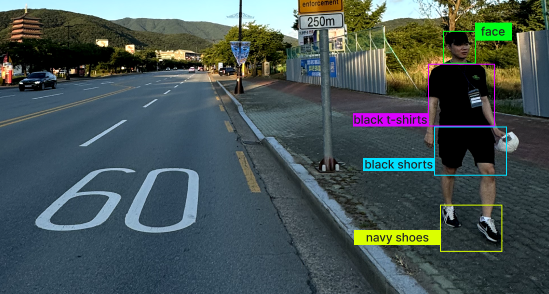 enforcement
250m
face
black t-shirts
black shorts
navy shoes
60